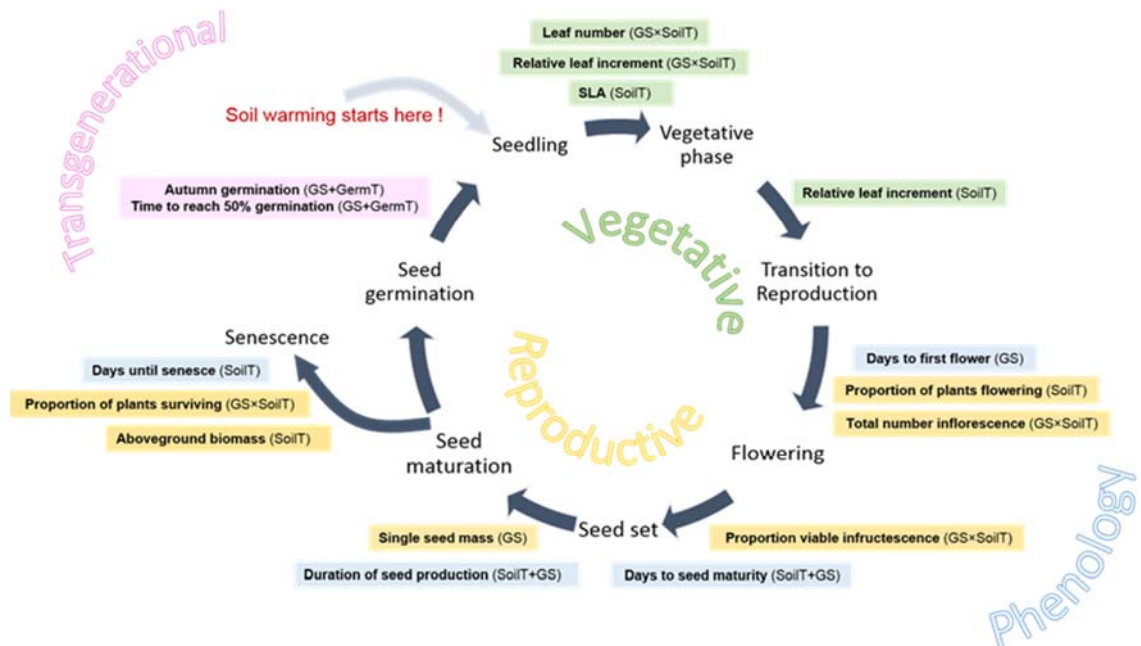 Transgenerational
Leaf number (GS×SoilT)
Relative leaf increment (GS×SoilT)
SLA (SoilT)
Soil warming starts here !
Seedling
Vegetative
phase
Autumn germination (GS+GermT)
Time to reach 50% germination (GS+GermT)
Relative leaf increment (SoilT)
Vegetative
Seed
germination
Transition to
Reproduction
Senescence
Reproductive
Days until senesce (SoilT)
Proportion of plants surviving (GS×SoilT)
Aboveground biomass (SoilT)
Days to first flower (GS)
Proportion of plants flowering (SoilT)
Total number inflorescence (GS×SoilT)
Seed
maturation
Flowering
Phenology
Seed set
Single seed mass (GS)
Duration of seed production (SoilT+GS)
Proportion viable infructescence (GS×SoilT)
Days to seed maturity (SoilT+GS)